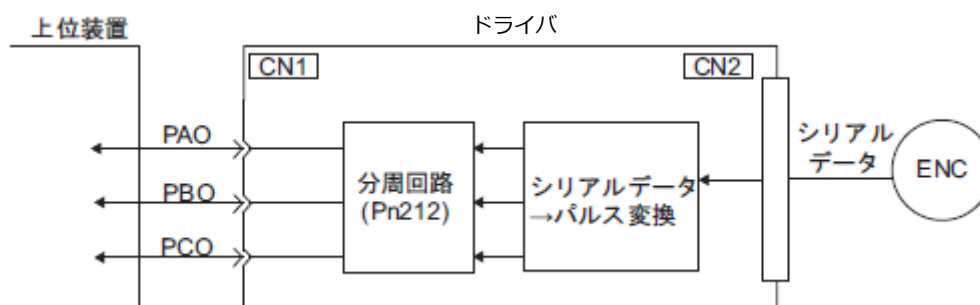 上位装置
ドライバ
CN1
CN2
PAO
PBO
PCO
分周回路
(Pn212)
シリアルデータ
→パルス変換
シリアル
データ
ENC